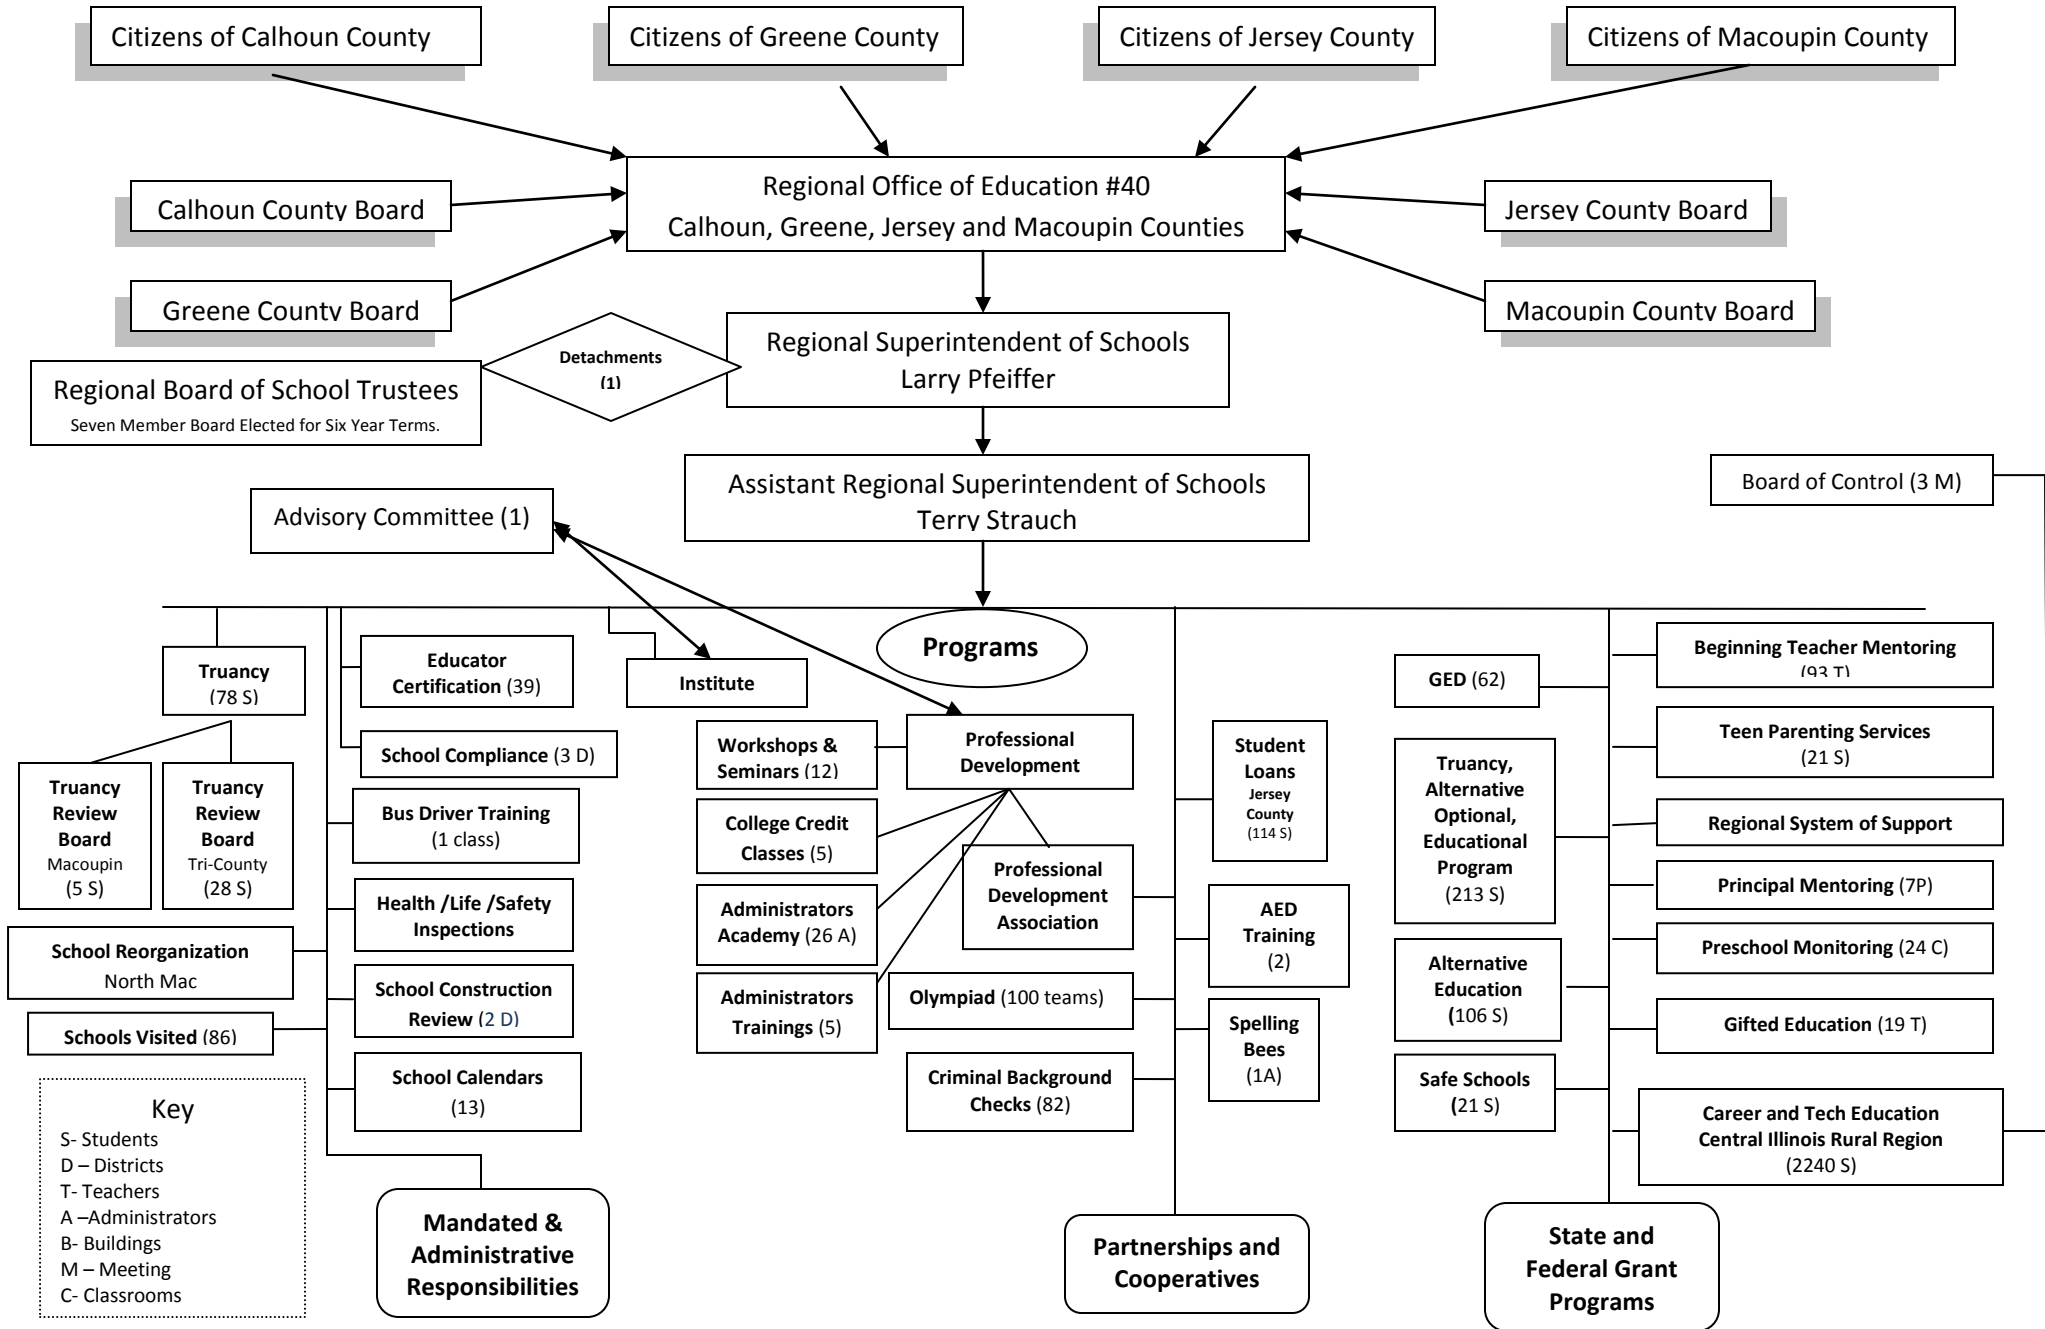 Citizens of Calhoun County
Citizens of Greene County
Citizens of Jersey County
Citizens of Macoupin County
Regional Office of Education #40
Calhoun, Greene, Jersey and Macoupin Counties
Calhoun County Board
Jersey County Board
Greene County Board
Macoupin County Board
Detachments
(1)
Regional Superintendent of Schools
Larry Pfeiffer
Regional Board of School Trustees
Seven Member Board Elected for Six Year Terms.
Assistant Regional Superintendent of Schools
Terry Strauch
Board of Control (3 M)
Advisory Committee (1)
Programs
Truancy
(78 S)
Educator
Certification (39)
Institute
School Compliance (3 D)
Truancy
Review
Board
Macoupin
(5 S)
Truancy
Review
Board
Tri-County
(28 S)
Bus Driver Training
(1 class)
Health /Life /Safety
Inspections
School Reorganization
North Mac
School Construction
Review (2 D)
Schools Visited (86)
School Calendars
(13)
Workshops &
Seminars (12)
Professional
Development
College Credit
Classes (5)
Professional
Development
Association
Administrators
Academy (26 A)
Administrators
Trainings (5)
Olympiad (100 teams)
Criminal Background
Checks (82)
Student
Loans
Jersey
County
(114 S)
AED
Training
(2)
Spelling
Bees
(1A)
GED (62)
Truancy,
Alternative
Optional,
Educational
Program
(213 S)
Alternative
Education
(106 S)
Safe Schools
(21 S)
Beginning Teacher Mentoring
(93 T)
Teen Parenting Services
(21 S)
Regional System of Support
Principal Mentoring (7P)
Preschool Monitoring (24 C)
Gifted Education (19 T)
Career and Tech Education
Central Illinois Rural Region
(2240 S)
Key
S- Students
D – Districts
T- Teachers
A –Administrators
B- Buildings
M – Meeting
C- Classrooms
Mandated &
Administrative
Responsibilities
Partnerships and
Cooperatives
State and
Federal Grant
Programs